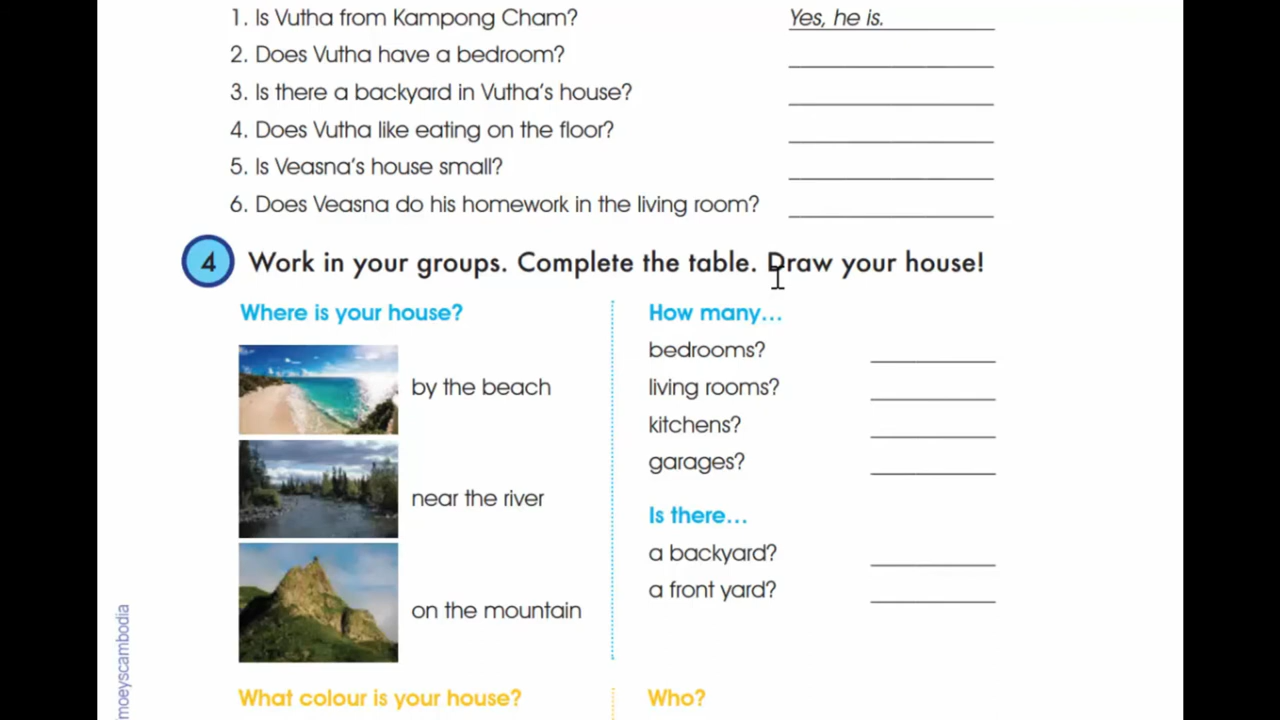 1. Is Vutha from Kampong Cham? Yes, he is.
2. Does Vutha have a bedroom?
3. Is there a backyard in Vutha's house?
4. Does Vutha like eating on the floor?
5. Is Veasna's house small?
6. Does Veasna do his homework in the living room?
4 Work in your groups. Complete the table. Draw your house!
Where is your house?
by the beach
near the river
on the mountain
How many...
bedrooms?
living rooms?
kitchens?
garages?
Is there...
a backyard?
a front yard?
What colour is your house?
Who?
moeyscambodia